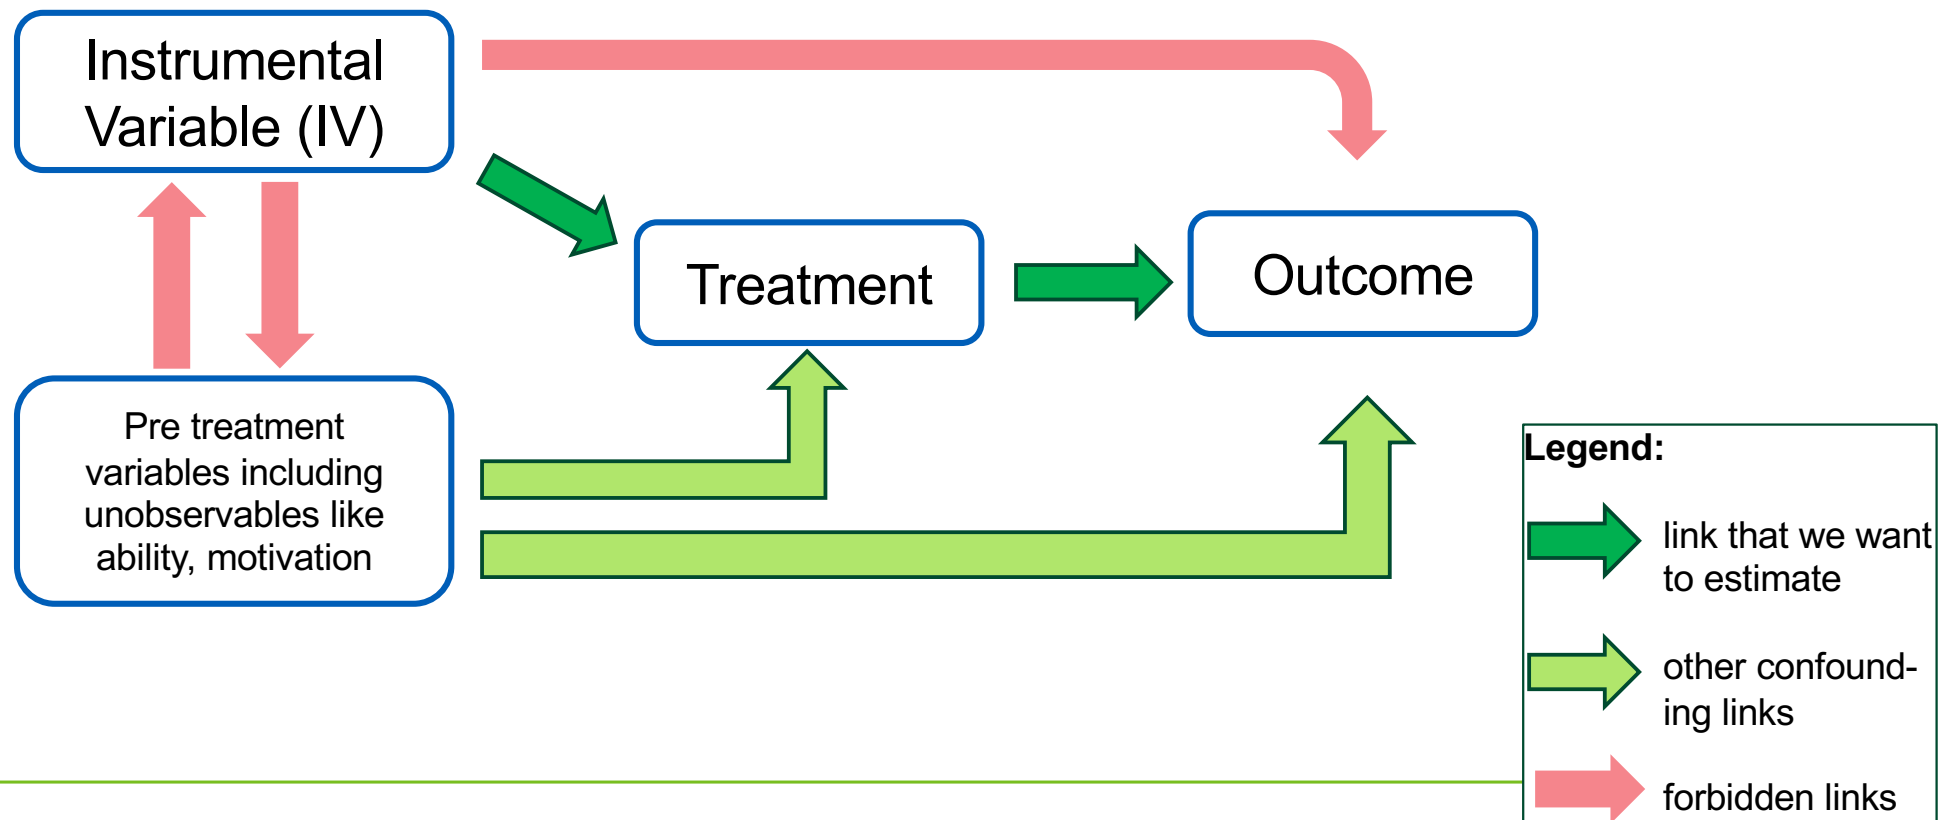 Instrumental
Variable (IV)
Treatment
Outcome
Pre treatment
variables including
unobservables like
ability, motivation
Legend:
link that we want
to estimate
other confound-
ing links
forbidden links